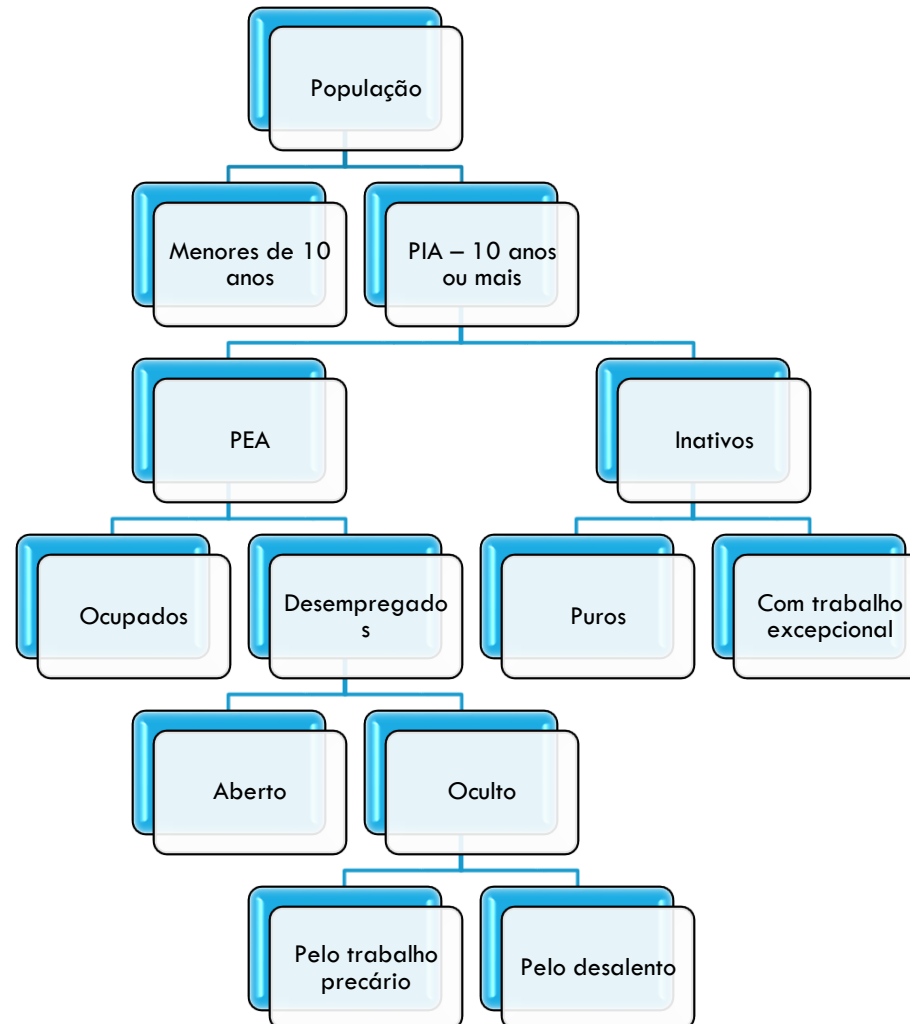 População
Menores de 10
anos
PIA – 10 anos
ou mais
PEA
Inativos
Ocupados
Desempregado
s
Puros
Com trabalho
excepcional
Aberto
Oculto
Pelo trabalho
precário
Pelo desalento